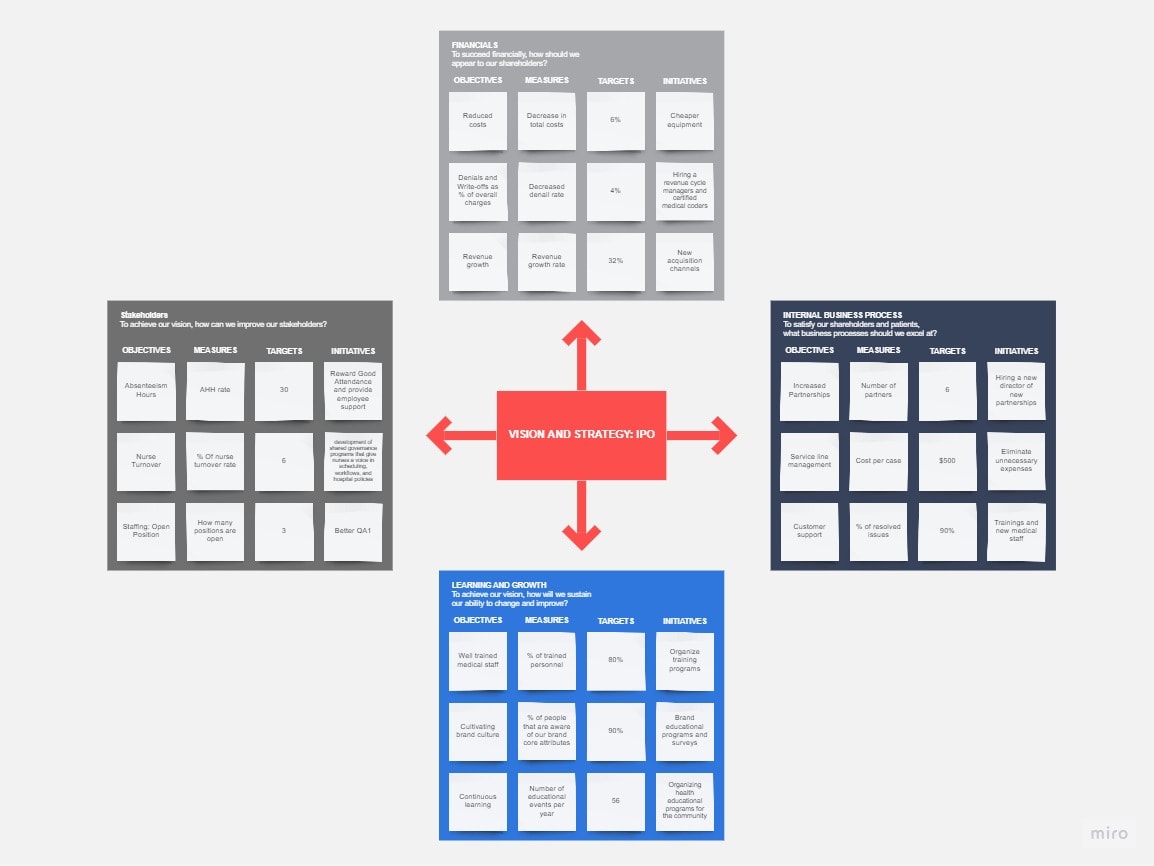 FINANCIALS
To succeed financially, how should we
appear to our shareholders?
OBJECTIVES MEASURES TARGETS INITIATIVES
Reduced
costs
Decrease in
total costs
6%
Cheaper
equipment
Denials and
Write-offs as
% of overall
charges
Decreased
denail rate
4%
Hiring a
revenue cycle
managers and
certified
medical coders
Revenue
growth
Revenue
growth rate
32%
New
acquisition
channels
Stakeholders
To achieve our vision, how can we improve our stakeholders?
OBJECTIVES MEASURES TARGETS INITIATIVES
Absenteeism
Hours
AHH rate
30
Reward Good
Attendance
and provide
employee
support
Nurse
Turnover
% Of nurse
turnover rate
6
development of
shared governance
programs that give
nurses a voice in
scheduling,
workflows, and
hospital policies
Staffing: Open
Position
How many
positions are
open
3
Better QA1
VISION AND STRATEGY: IPO
INTERNAL BUSINESS PROCESS
To satisfy our shareholders and patients,
what business processes should we excel at?
OBJECTIVES MEASURES TARGETS INITIATIVES
Increased
Partnerships
Number of
partners
6
Hiring a new
director of
new
partnerships
Service line
management
Cost per case
$500
Eliminate
unnecessary
expenses
Customer
support
% of resolved
issues
90%
Trainings and
new medical
staff
LEARNING AND GROWTH
To achieve our vision, how will we sustain
our ability to change and improve?
OBJECTIVES MEASURES TARGETS INITIATIVES
Well trained
medical staff
% of trained
personnel
80%
Organize
training
programs
Cultivating
brand culture
% of people
that are aware
of our brand
core attributes
90%
Brand
educational
programs and
surveys
Continuous
learning
Number of
educational
events per
year
56
Organizing
health
educational
programs for
the community
miro